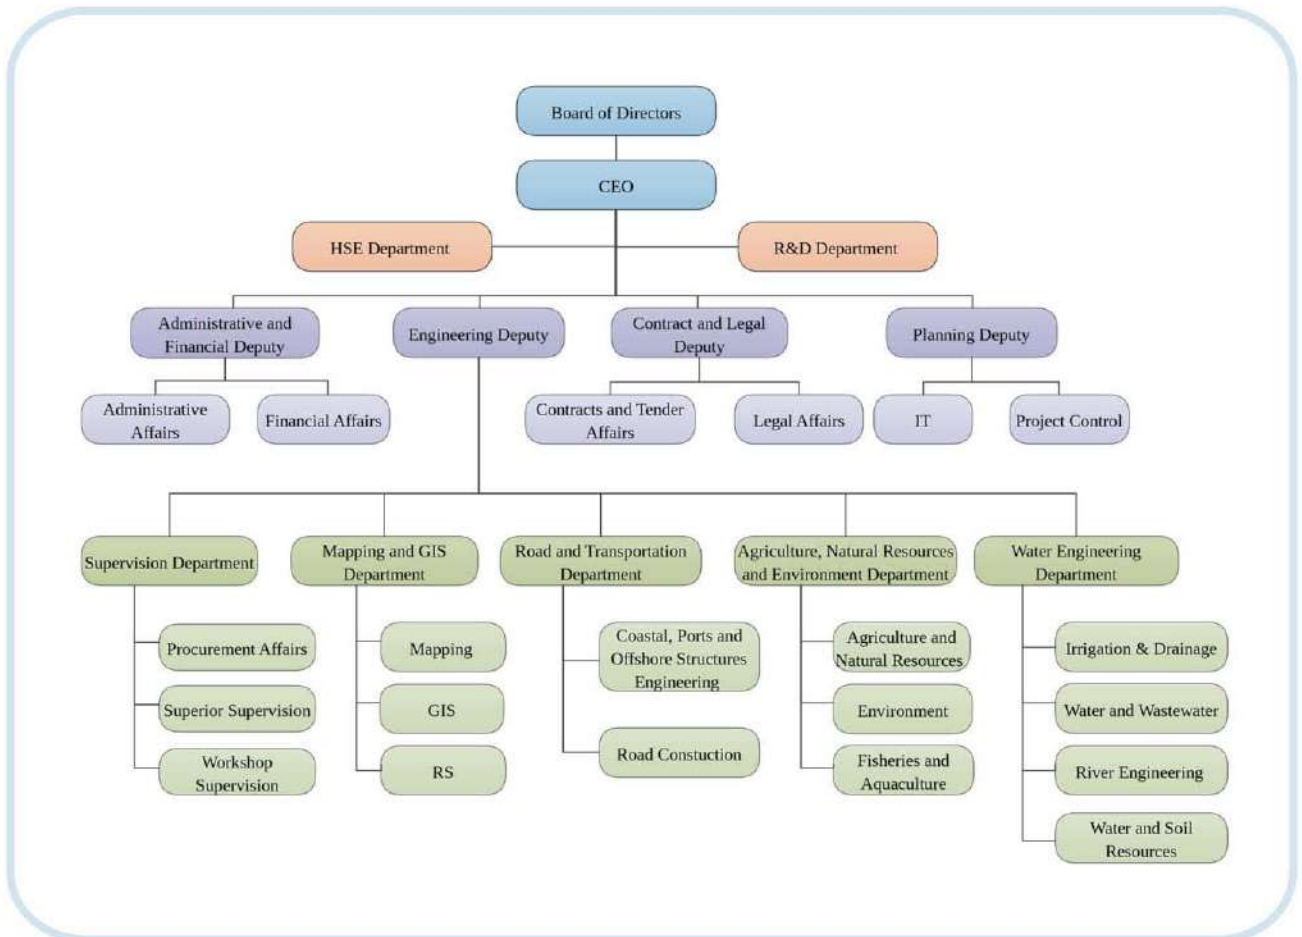 Board of Directors
CEO
HSE Department
R&D Department
Administrative and
Financial Deputy
Engineering Deputy
Contract and Legal
Deputy
Planning Deputy
Administrative
Affairs
Financial Affairs
Contracts and Tender
Affairs
Legal Affairs
IT
Project Control
Supervision Department
Mapping and GIS
Department
Road and Transportation
Department
Agriculture, Natural Resources
and Environment Department
Water Engineering
Department
Procurement Affairs
Superior Supervision
Workshop
Supervision
Mapping
GIS
RS
Coastal, Ports and
Offshore Structures
Engineering
Road Constuction
Agriculture and
Natural Resources
Environment
Fisheries and
Aquaculture
Irrigation & Drainage
Water and Wastewater
River Engineering
Water and Soil
Resources